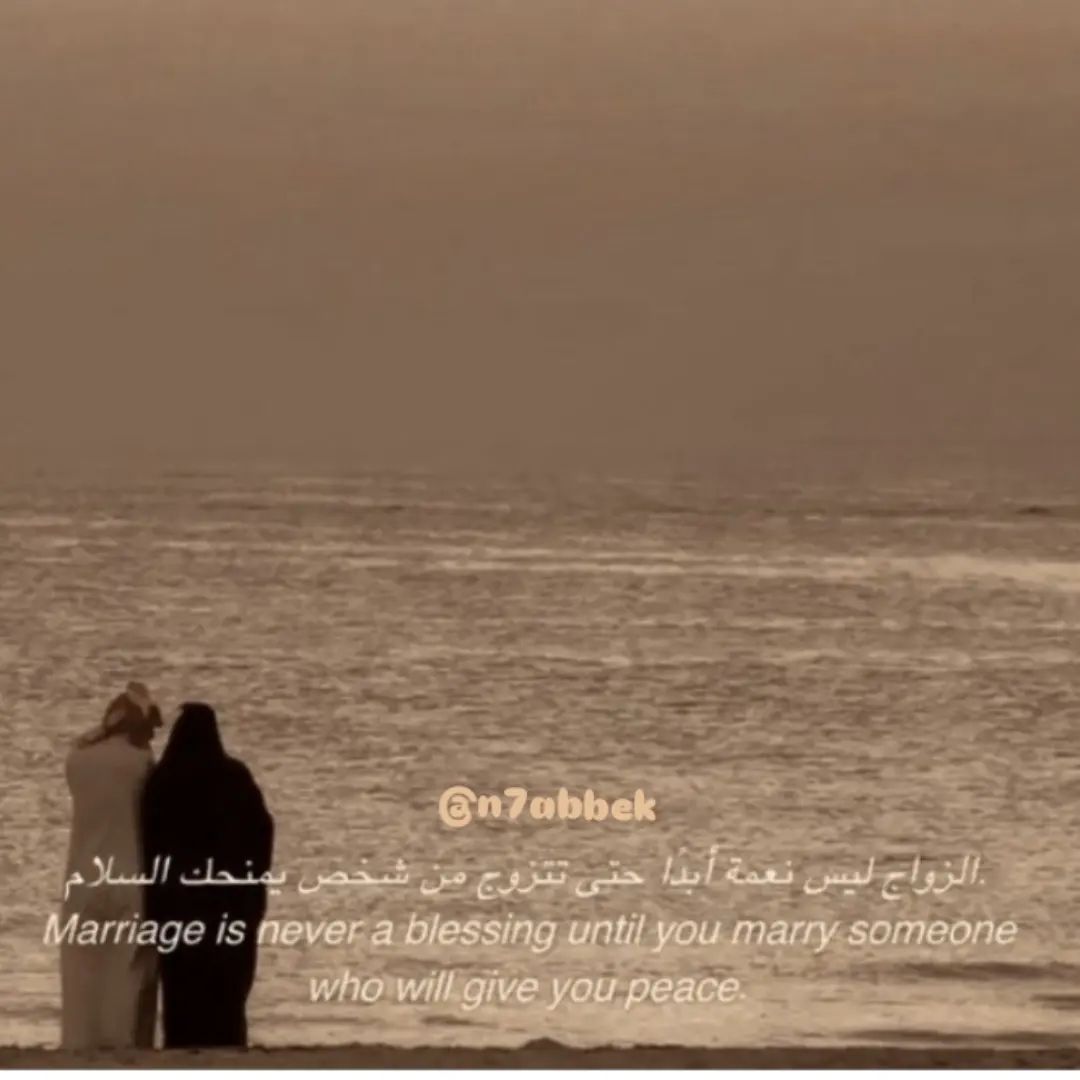 @n7abbek
الزواج ليس نعمة أبدًا حتى تتزوج من شخص يمنحك السلام.
Marriage is never a blessing until you marry someone
who will give you peace.